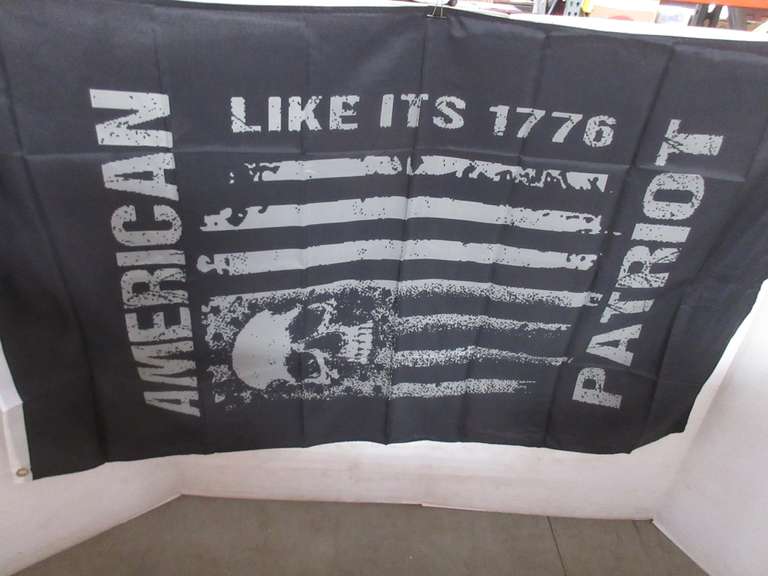 AMERICAN
LIKE ITS 1776
PATRIOT